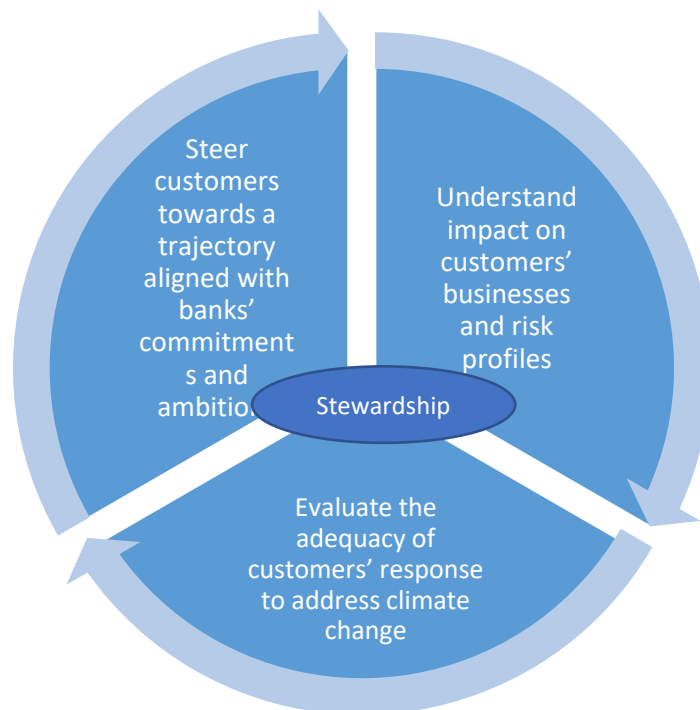 Steer
customers
towards a
trajectory
aligned with
banks’
commitment
s and
ambition
Understand
impact on
customers’
businesses
and risk
profiles
Stewardship
Evaluate the
adequacy of
customers’ response
to address climate
change